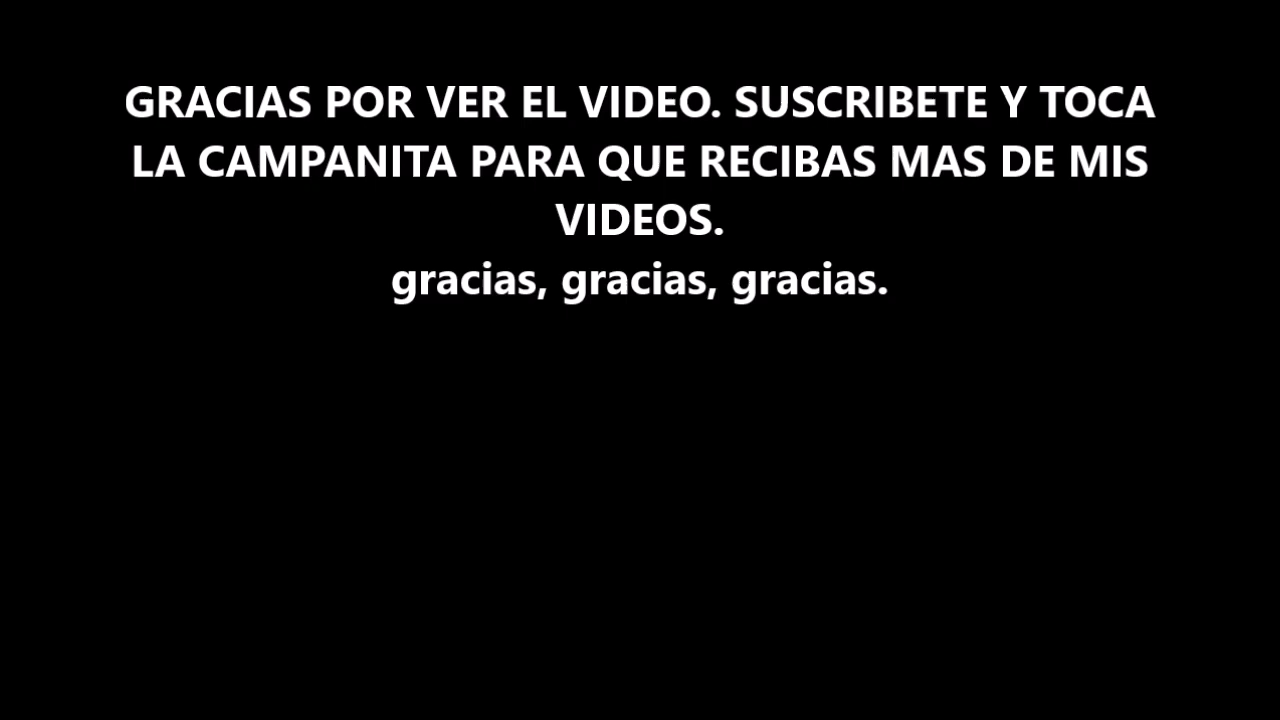 GRACIAS POR VER EL VIDEO. SUSCRIBETE Y TOCA
LA CAMPANITA PARA QUE RECIBAS MAS DE MIS
VIDEOS.
gracias, gracias, gracias.